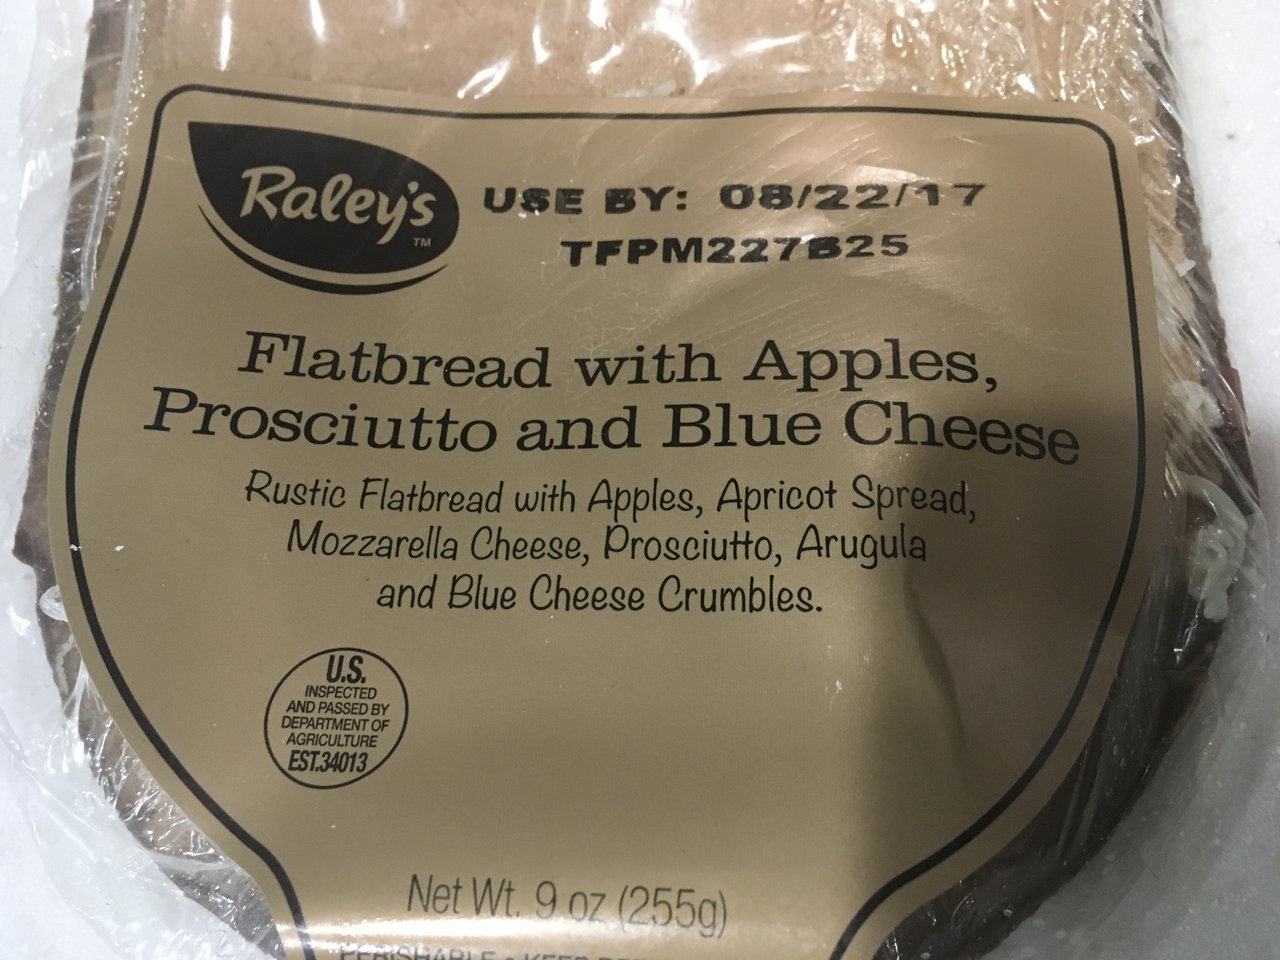 Raley's
TM
USE BY: 08/22/17
TFPM227B25
Flatbread with Apples,
Prosciutto and Blue Cheese
Rustic Flatbread with Apples, Apricot Spread,
Mozzarella Cheese, Prosciutto, Arugula
and Blue Cheese Crumbles.
U.S.
INSPECTED
AND PASSED BY
DEPARTMENT OF
AGRICULTURE
EST.34013
Net Wt. 9 oz (255g)
PERISHABLE • KEEP